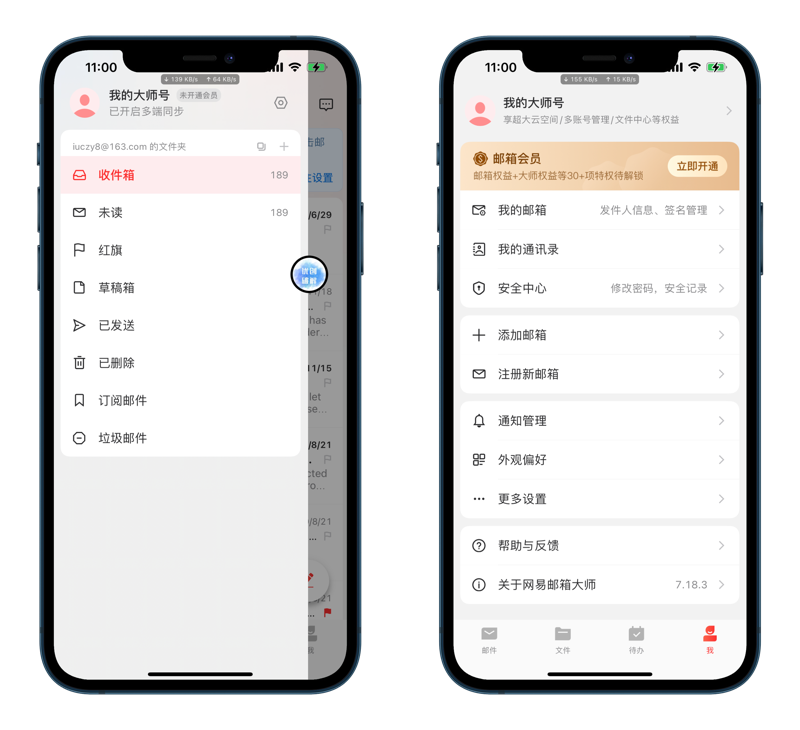 11:00
↓ 139 KB/s ↑ 64 KB/s
我的大师号 未开通会员
已开启多端同步
iuczy8@163.com 的文件夹
收件箱 189
未读 189
红旗
草稿箱
已发送
已删除
订阅邮件
垃圾邮件
击邮
设置
/6/29
/18
has
ler...
11/15
let
se...
/8/21
cted
ro...
/8/21
/21
11:00
↓ 155 KB/s ↑ 15 KB/s
我的大师号
享超大云空间/多账号管理/文件中心等权益
邮箱会员
邮箱权益+大师权益等30+项特权待解锁
立即开通
我的邮箱 发件人信息、签名管理
我的通讯录
安全中心 修改密码，安全记录
添加邮箱
注册新邮箱
通知管理
外观偏好
更多设置
帮助与反馈
关于网易邮箱大师 7.18.3
邮件 文件 待办 我